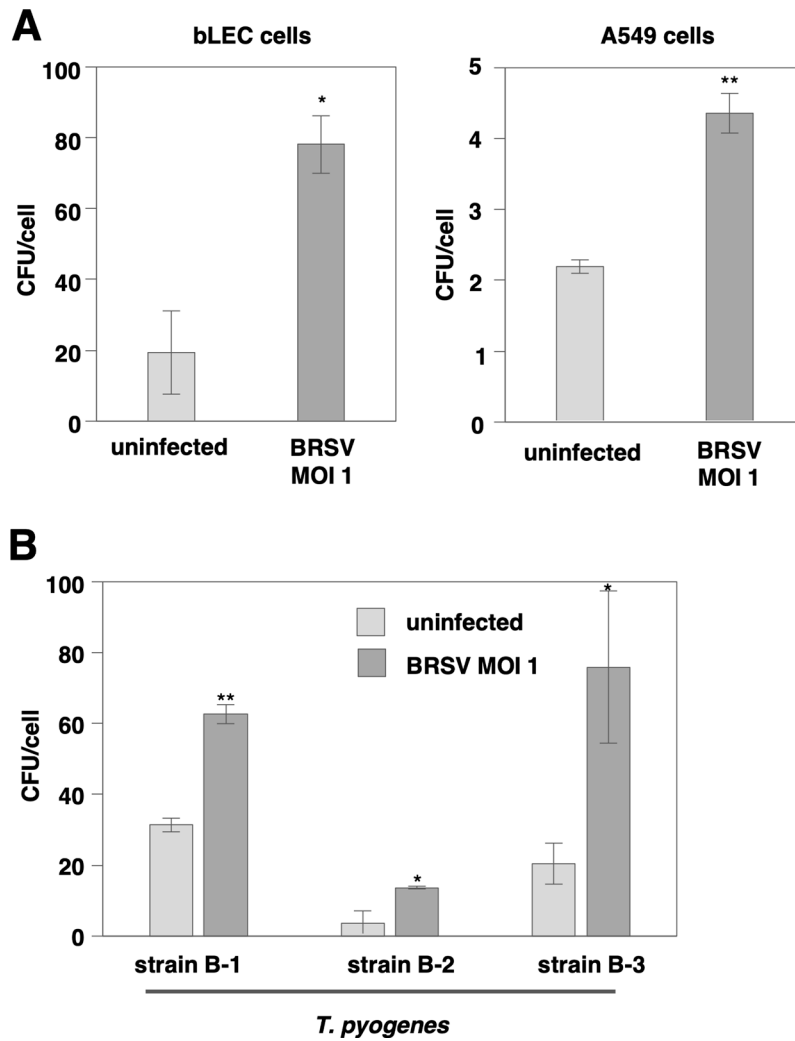 A
bLEC cells
100
80
60
40
20
0
CFU/cell
*
uninfected
BRSV
MOI 1
A549 cells
5
4
3
2
1
0
CFU/cell
**
uninfected
BRSV
MOI 1
B
100
80
60
40
20
0
CFU/cell
uninfected
BRSV MOI 1
**
*
*
strain B-1
strain B-2
strain B-3
T. pyogenes